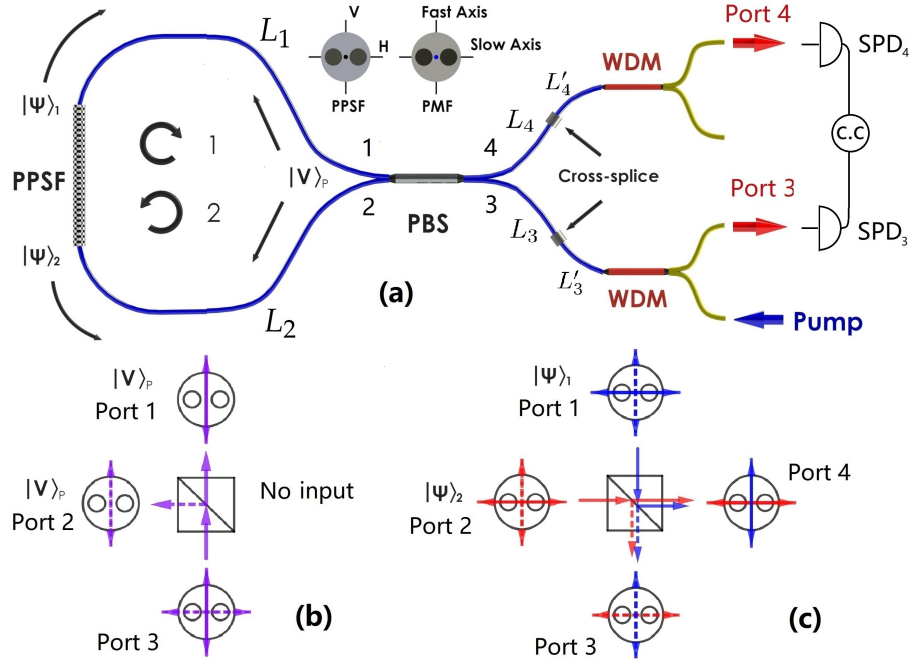 L₁
V
H
PPSF
Fast Axis
Slow Axis
PMF
WDM
Port 4
SPD₄
|Ψ⟩₁
PPSF
|Ψ⟩₂
1
2
|V⟩ₚ
1
2
PBS
4
3
L₄
L′₄
Cross-splice
L₃
L′₃
C.C
Port 3
SPD₃
WDM
Pump
L₂
(a)
|V⟩ₚ
Port 1
|V⟩ₚ
Port 2
No input
Port 3
(b)
|Ψ⟩₁
Port 1
|Ψ⟩₂
Port 2
Port 4
Port 3
(c)